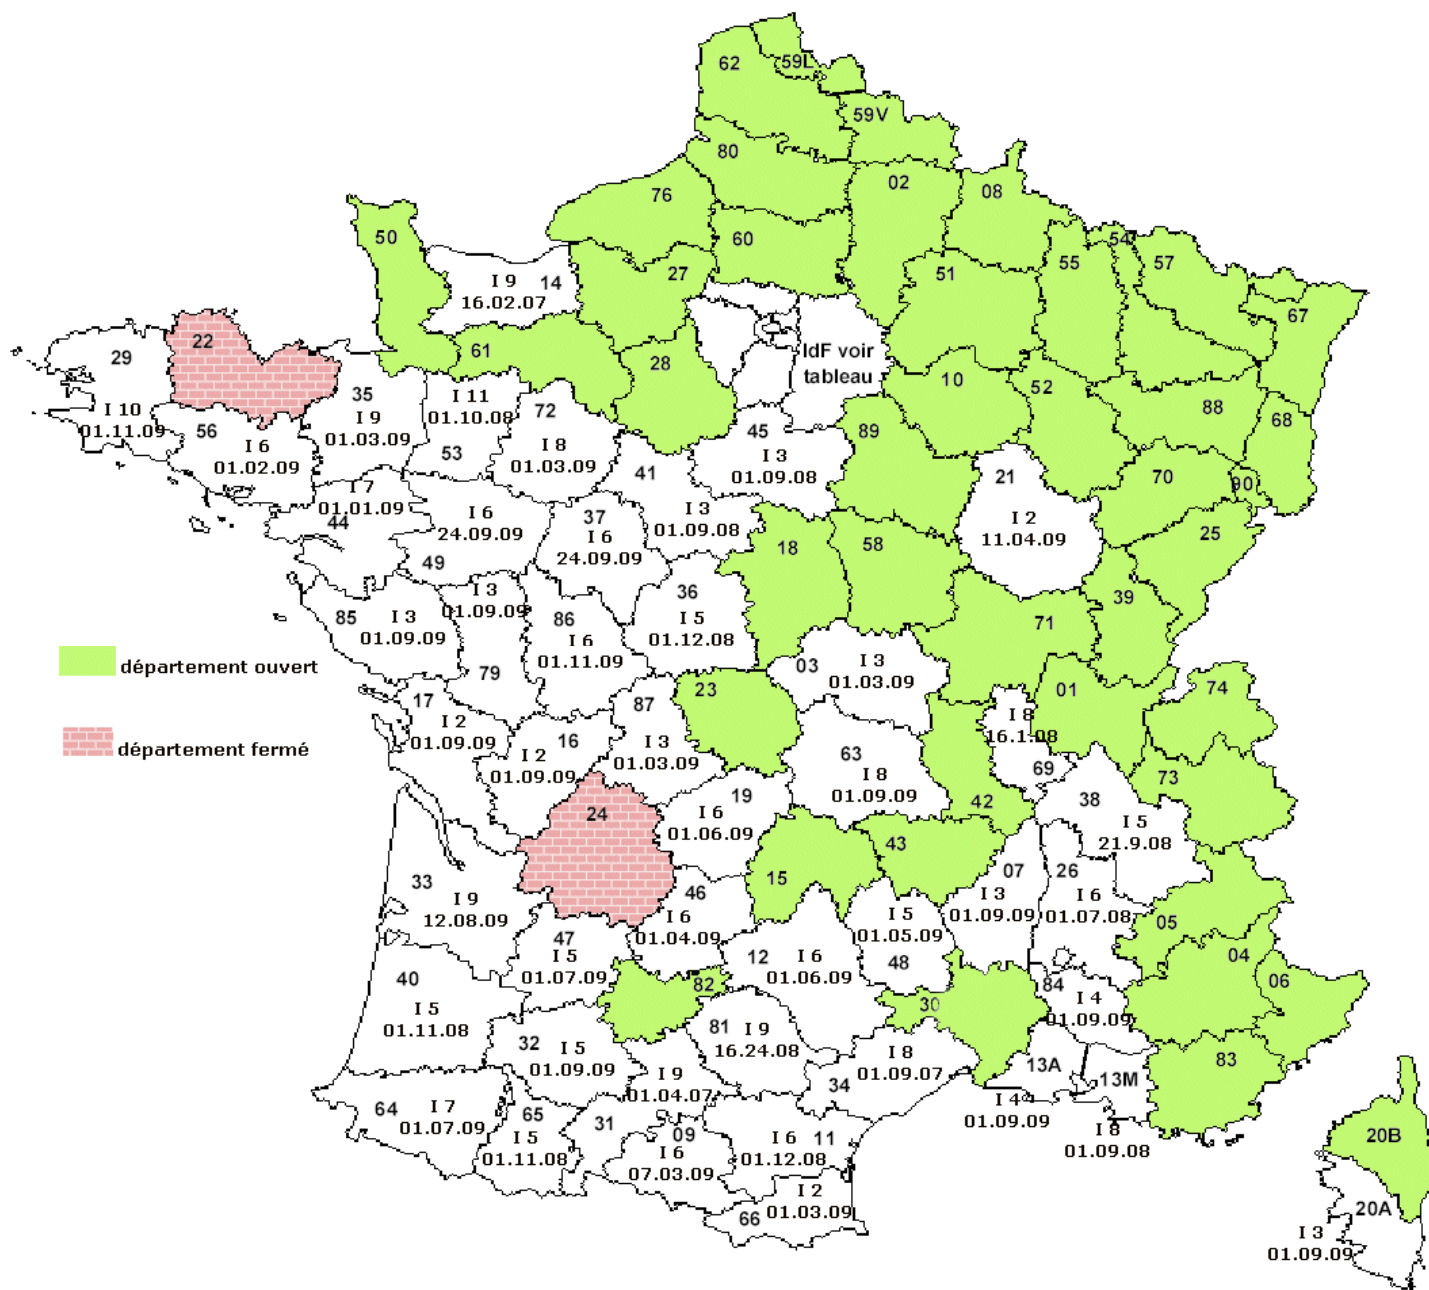 62
59L
59V
80
02
08
76
60
50
27
51
55
54
57
I 9 14
16.02.07
67
22
29
61
28
IdF voir
tableau
10
52
88
68
35
I 9
01.03.09
I 11
01.10.08
53
72
I 8
01.03.09
I 10
01.11.09
56
I 6
01.02.09
45
I 3
01.09.08
89
41
I 3
01.09.08
21
I 2
11.04.09
70
90
25
I 7
01.01.09
44
I 6
24.09.09
49
37
I 6
24.09.09
18
58
39
85
I 3
01.09.09
I 3
01.09.09
79
86
I 6
01.11.09
36
I 5
01.12.08
71
département ouvert
03
I 3
01.03.09
23
01
74
17
I 2
01.09.09
87
I 3
01.03.09
I 8
16.1.08
69
département fermé
16
I 2
01.09.09
63
I 8
01.09.09
42
73
24
19
I 6
01.06.09
38
I 5
21.9.08
43
15
33
I 9
12.08.09
46
I 6
01.04.09
07
I 3
01.09.09
26
I 6
01.07.08
I 5
01.05.09
48
05
47
I 5
01.07.09
12
I 6
01.06.09
04
06
40
I 5
01.11.08
82
30
84
I 4
01.09.09
32
I 5
01.09.09
81 I 9
16.24.08
I 8
01.09.07
34
13A
13M
83
I 9
01.04.07
31
I 4
01.09.09
I 8
01.09.08
64
I 7
01.07.09
65
I 5
01.11.08
09
I 6
07.03.09
I 6 11
01.12.08
I 2
01.03.09
66
20B
20A
I 3
01.09.09